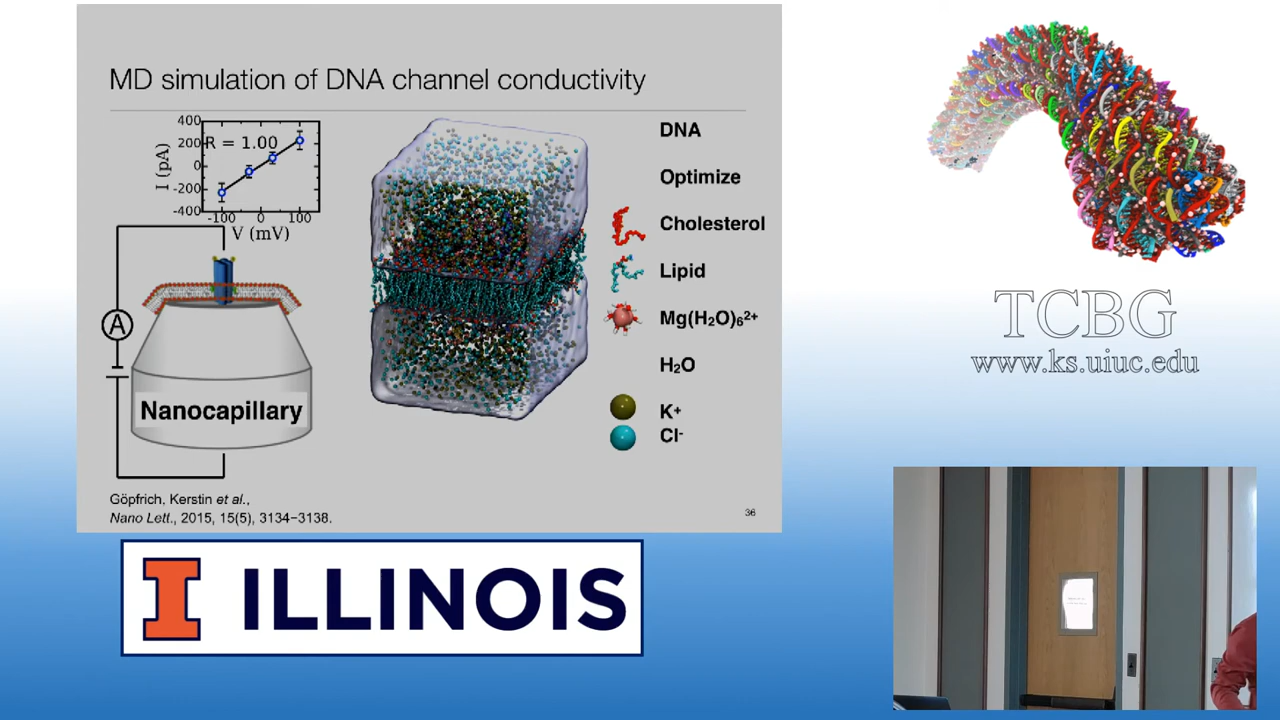 MD simulation of DNA channel conductivity
400
200
0
-200
-400
I (pA)
R = 1.00
-100 0 100
V (mV)
A
Nanocapillary
DNA
Optimize
Cholesterol
Lipid
Mg(H₂O)₆²⁺
H₂O
K⁺
Cl⁻
Göpfrich, Kerstin et al.,
Nano Lett., 2015, 15(5), 3134−3138.
36
TCBG
www.ks.uiuc.edu
I ILLINOIS